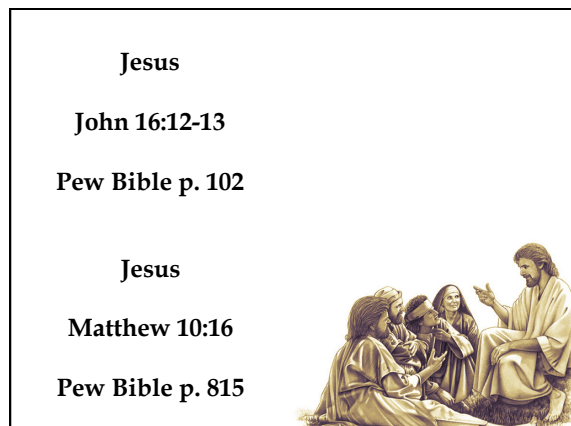 Jesus
John 16:12-13
Pew Bible p. 102
Jesus
Matthew 10:16
Pew Bible p. 815